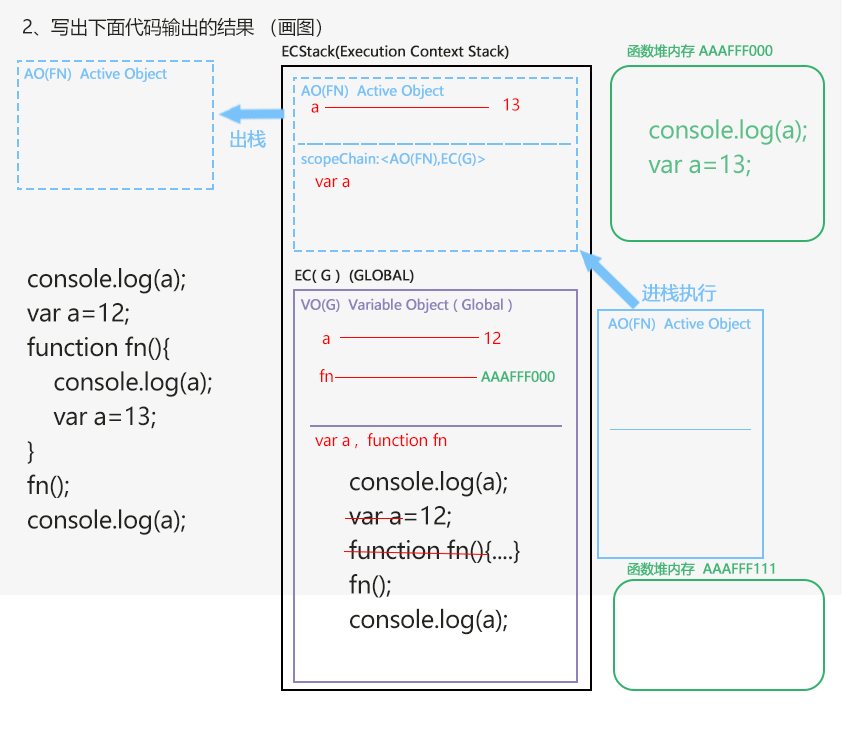 2、写出下面代码输出的结果 （画图）
ECStack(Execution Context Stack)
函数堆内存 AAAFFF000
AO(FN) Active Object
出栈
AO(FN) Active Object
a 13
scopeChain:<AO(FN),EC(G)>
var a
console.log(a);
var a=13;
console.log(a);
var a=12;
function fn(){
console.log(a);
var a=13;
}
fn();
console.log(a);
EC( G ) (GLOBAL)
VO(G) Variable Object ( Global )
a 12
fn AAAFFF000
var a , function fn
console.log(a);
var a=12;
function fn(){....}
fn();
console.log(a);
进栈执行
AO(FN) Active Object
函数堆内存 AAAFFF111